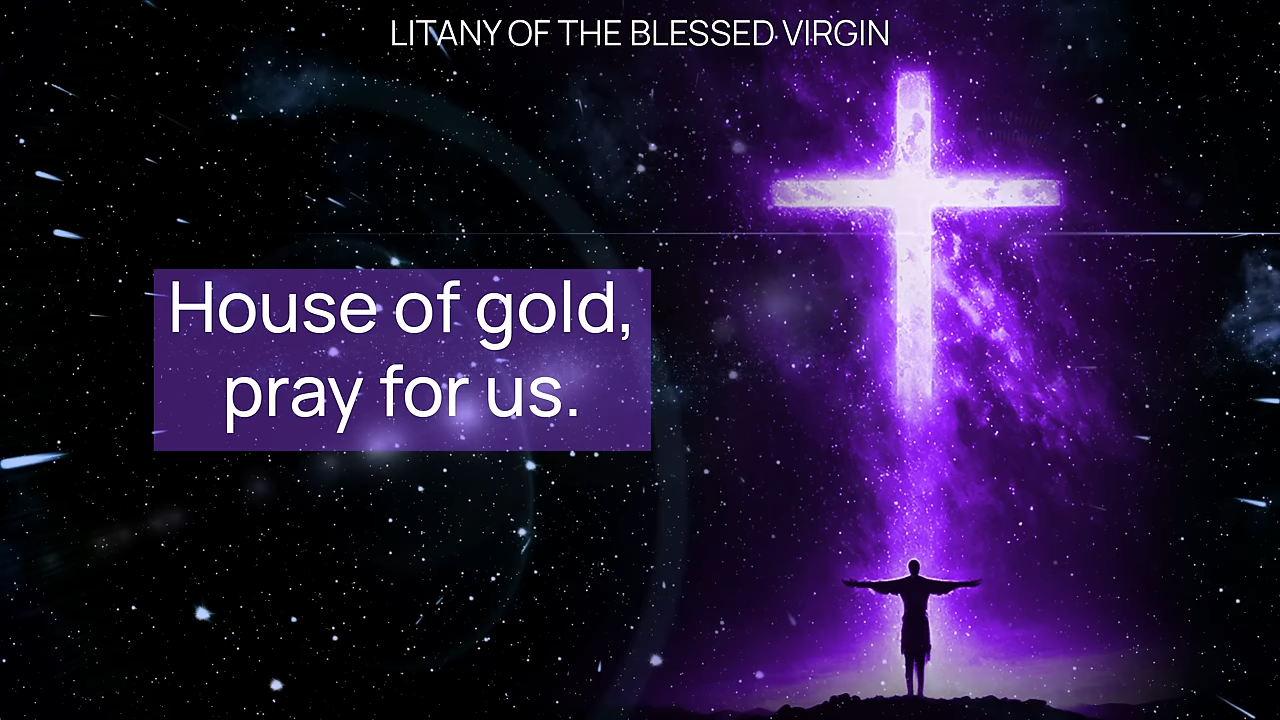 LITANY OF THE BLESSED VIRGIN
House of gold,
pray for us.